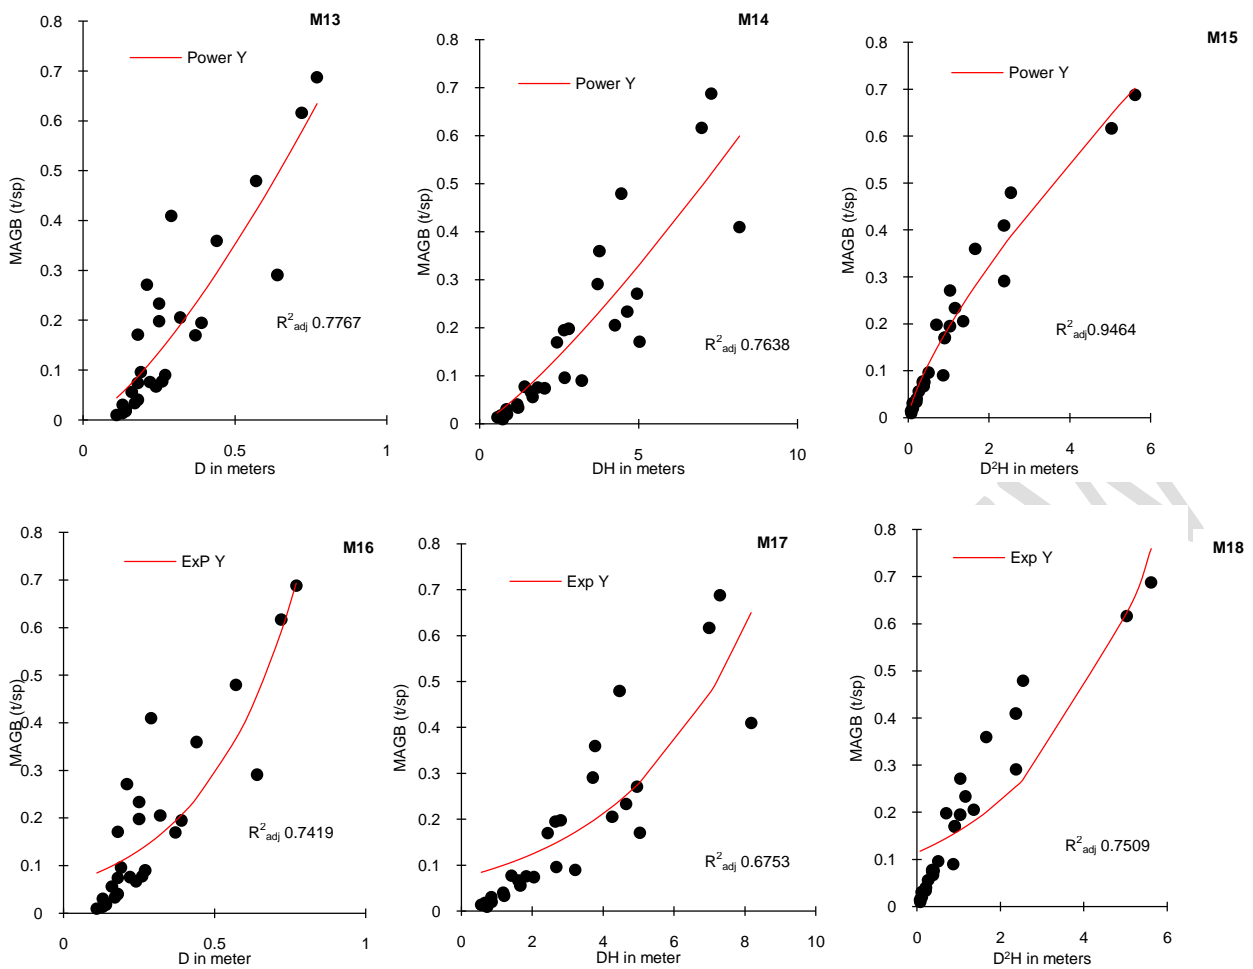 M13
Power Y
0.8
0.7
0.6
0.5
0.4
0.3
0.2
0.1
0
MAGB (t/sp)
R²adj 0.7767
0
0.5
1
D in meters
M14
Power Y
0.8
0.7
0.6
0.5
0.4
0.3
0.2
0.1
0
MAGB (t/sp)
R²adj 0.7638
0
5
10
DH in meters
M15
Power Y
0.8
0.7
0.6
0.5
0.4
0.3
0.2
0.1
0
MAGB (t/sp)
R²adj 0.9464
0
2
4
6
D²H in meters
M16
ExP Y
0.8
0.7
0.6
0.5
0.4
0.3
0.2
0.1
0
MAGB (t/sp)
R²adj 0.7419
0
0.5
1
D in meter
M17
Exp Y
0.8
0.7
0.6
0.5
0.4
0.3
0.2
0.1
0
MAGB (t/sp)
R²adj 0.6753
0
2
4
6
8
10
DH in meter
M18
Exp Y
0.8
0.7
0.6
0.5
0.4
0.3
0.2
0.1
0
MAGB (t/sp)
R²adj 0.7509
0
2
4
6
D²H in meters